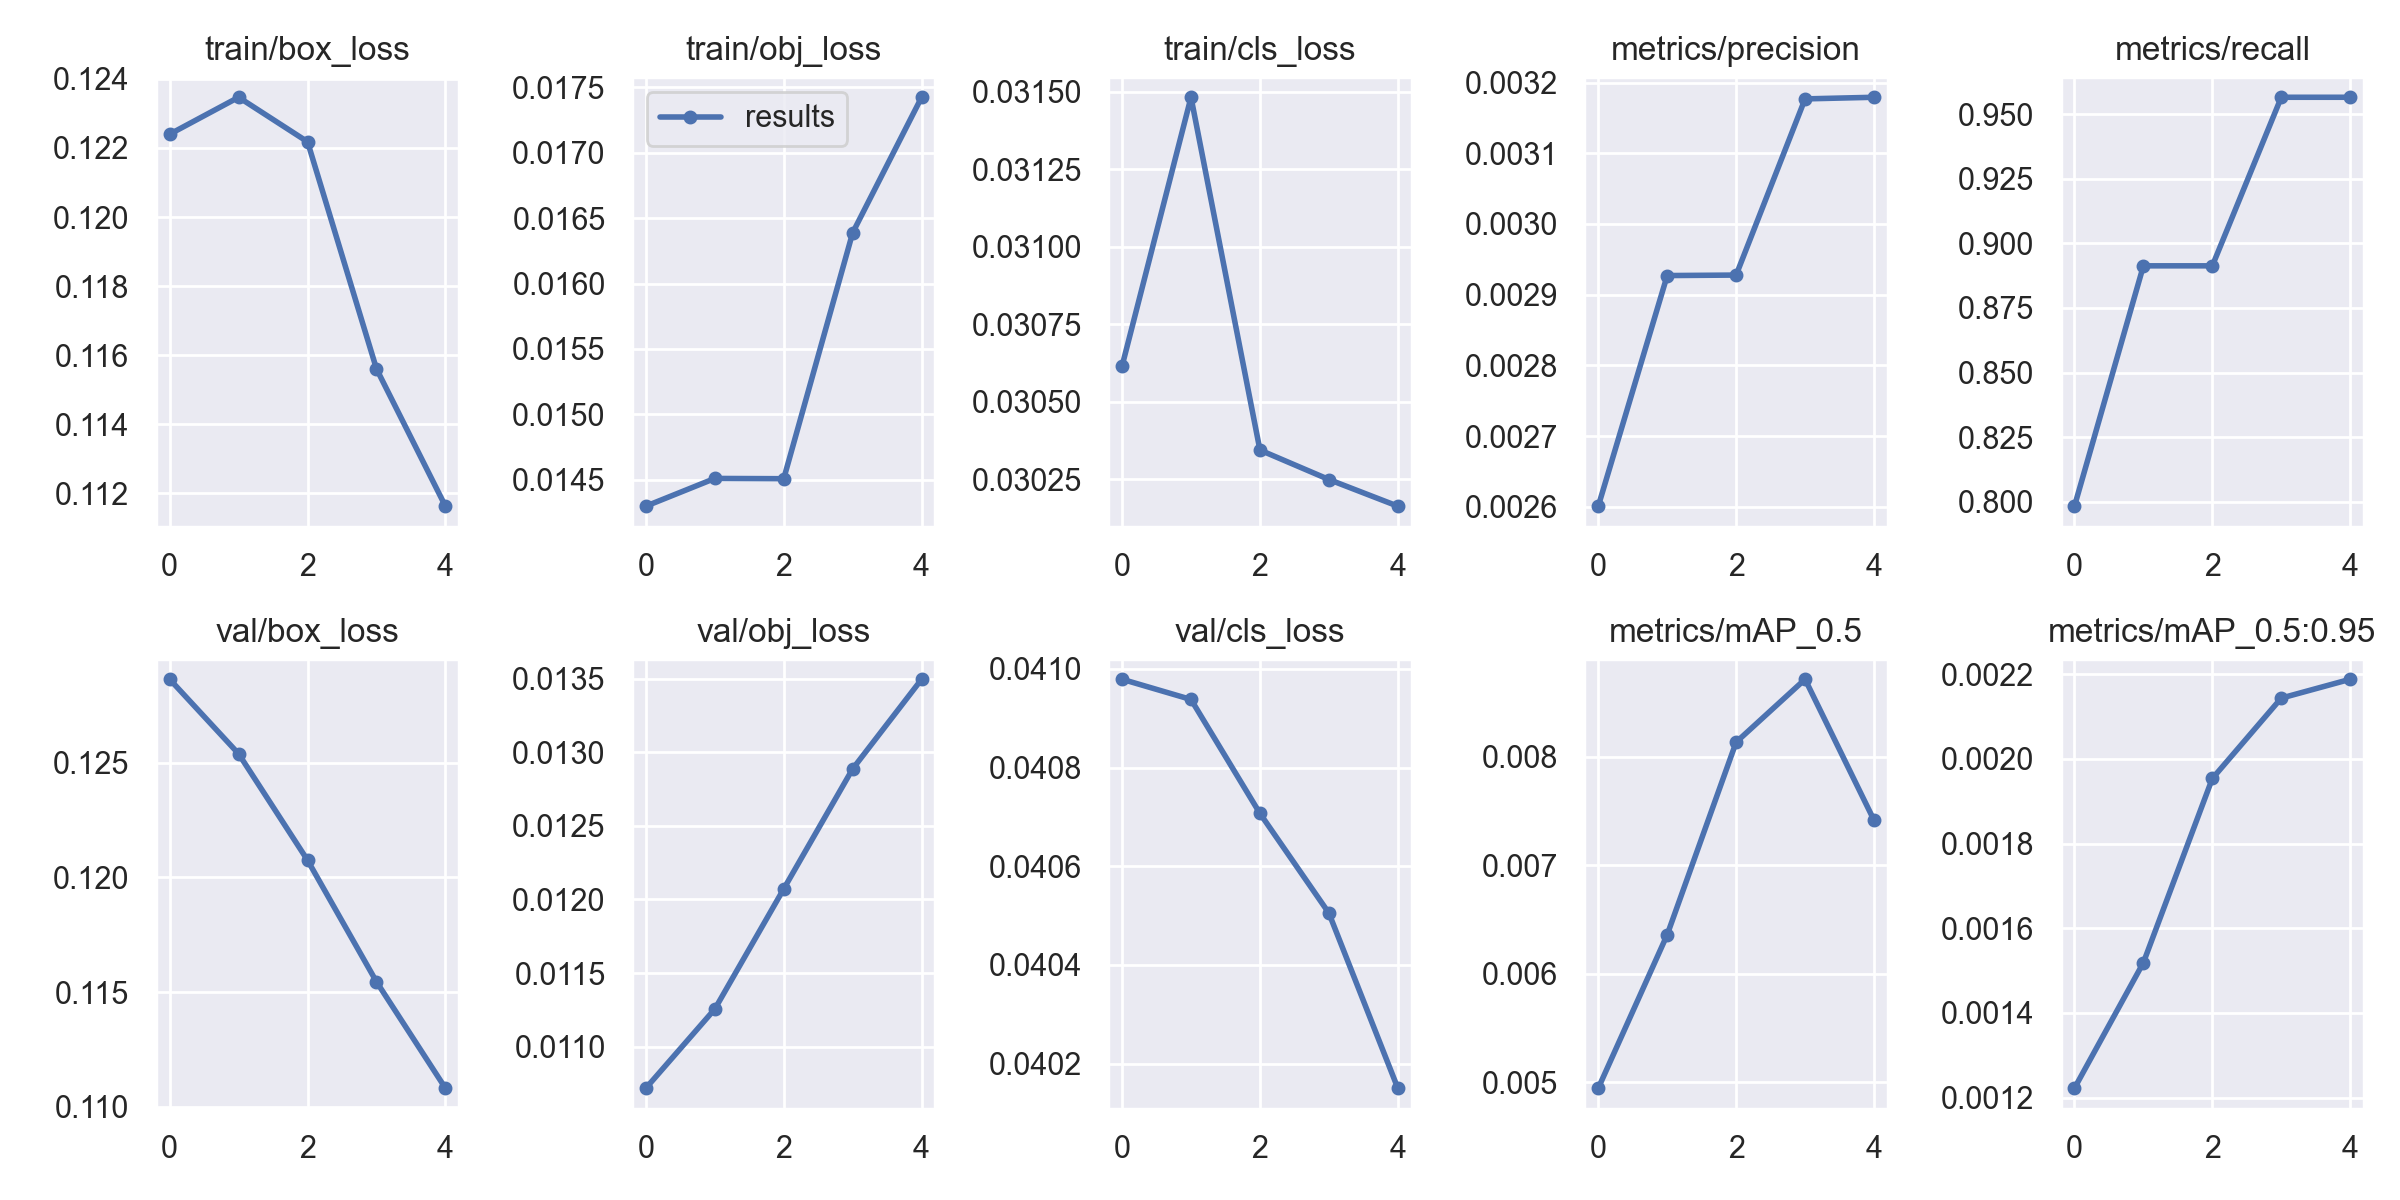 train/box_loss
0.124
0.122
0.120
0.118
0.116
0.114
0.112
0 2 4
train/obj_loss
results
0.0175
0.0170
0.0165
0.0160
0.0155
0.0150
0.0145
0 2 4
train/cls_loss
0.03150
0.03125
0.03100
0.03075
0.03050
0.03025
0 2 4
metrics/precision
0.0032
0.0031
0.0030
0.0029
0.0028
0.0027
0.0026
0 2 4
metrics/recall
0.950
0.925
0.900
0.875
0.850
0.825
0.800
0 2 4
val/box_loss
0.125
0.120
0.115
0.110
0 2 4
val/obj_loss
0.0135
0.0130
0.0125
0.0120
0.0115
0.0110
0 2 4
val/cls_loss
0.0410
0.0408
0.0406
0.0404
0.0402
0 2 4
metrics/mAP_0.5
0.008
0.007
0.006
0.005
0 2 4
metrics/mAP_0.5:0.95
0.0022
0.0020
0.0018
0.0016
0.0014
0.0012
0 2 4